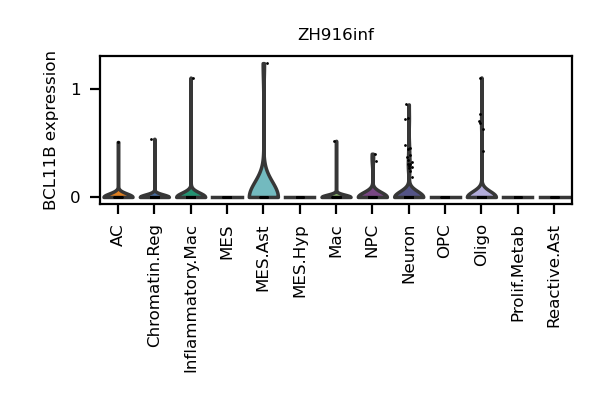 ZH916inf
BCL11B expression
1
0
AC
Chromatin.Reg
Inflammatory.Mac
MES
MES.Ast
MES.Hyp
Mac
NPC
Neuron
OPC
Oligo
Prolif.Metab
Reactive.Ast